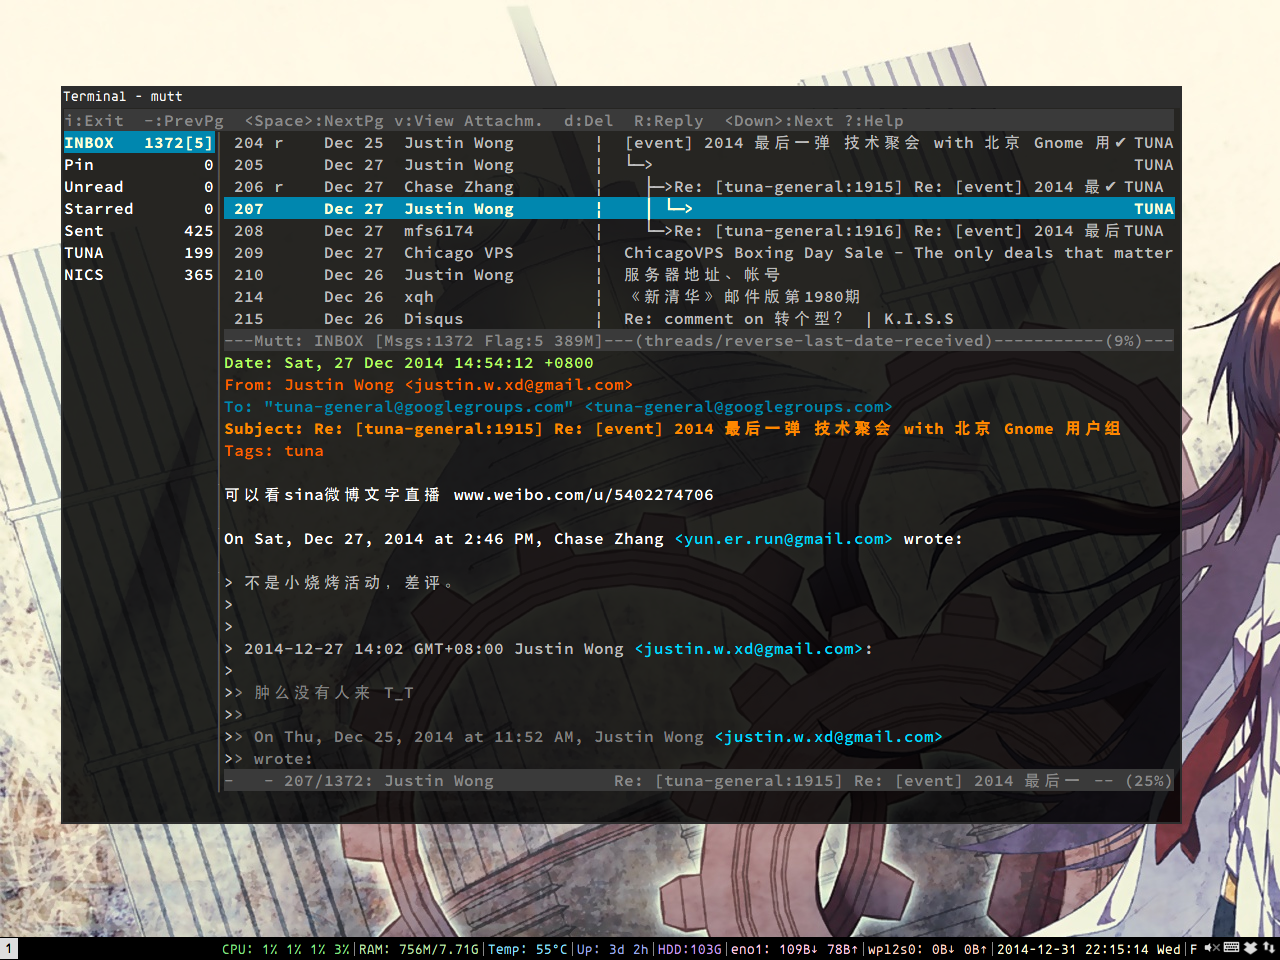 Terminal - mutt
i:Exit -:PrevPg <Space>:NextPg v:View Attachm. d:Del R:Reply <Down>:Next ?:Help
INBOX 1372[5] 204 r Dec 25 Justin Wong [event] 2014 最后一弹 技术聚会 with 北京 Gnome 用✔ TUNA
Pin 0 205 Dec 27 Justin Wong └─> TUNA
Unread 0 206 r Dec 27 Chase Zhang ├─>Re: [tuna-general:1915] Re: [event] 2014 最✔ TUNA
Starred 0 207 Dec 27 Justin Wong │ └─> TUNA
Sent 425 208 Dec 27 mfs6174 └─>Re: [tuna-general:1916] Re: [event] 2014 最后TUNA
TUNA 199 209 Dec 27 Chicago VPS ChicagoVPS Boxing Day Sale - The only deals that matter
NICS 365 210 Dec 26 Justin Wong 服务器地址、帐号
214 Dec 26 xqh 《新清华》邮件版第1980期
215 Dec 26 Disqus Re: comment on 转个型? | K.I.S.S
---Mutt: INBOX [Msgs:1372 Flag:5 389M]---(threads/reverse-last-date-received)-----------(9%)---
Date: Sat, 27 Dec 2014 14:54:12 +0800
From: Justin Wong <justin.w.xd@gmail.com>
To: "tuna-general@googlegroups.com" <tuna-general@googlegroups.com>
Subject: Re: [tuna-general:1915] Re: [event] 2014 最后一弹 技术聚会 with 北京 Gnome 用户组
Tags: tuna
可以看sina微博文字直播 www.weibo.com/u/5402274706
On Sat, Dec 27, 2014 at 2:46 PM, Chase Zhang <yun.er.run@gmail.com> wrote:
> 不是小烧烤活动，差评。
>
>
> 2014-12-27 14:02 GMT+08:00 Justin Wong <justin.w.xd@gmail.com>:
>
>> 肿么没有人来 T_T
>>
>> On Thu, Dec 25, 2014 at 11:52 AM, Justin Wong <justin.w.xd@gmail.com>
>> wrote:
- - 207/1372: Justin Wong Re: [tuna-general:1915] Re: [event] 2014 最后一 -- (25%)
1 CPU: 1% 1% 1% 3%|RAM: 756M/7.71G|Temp: 55°C|Up: 3d 2h|HDD:103G|eno1: 109B↓ 78B↑|wpl2s0: 0B↓ 0B↑|2014-12-31 22:15:14 Wed|F